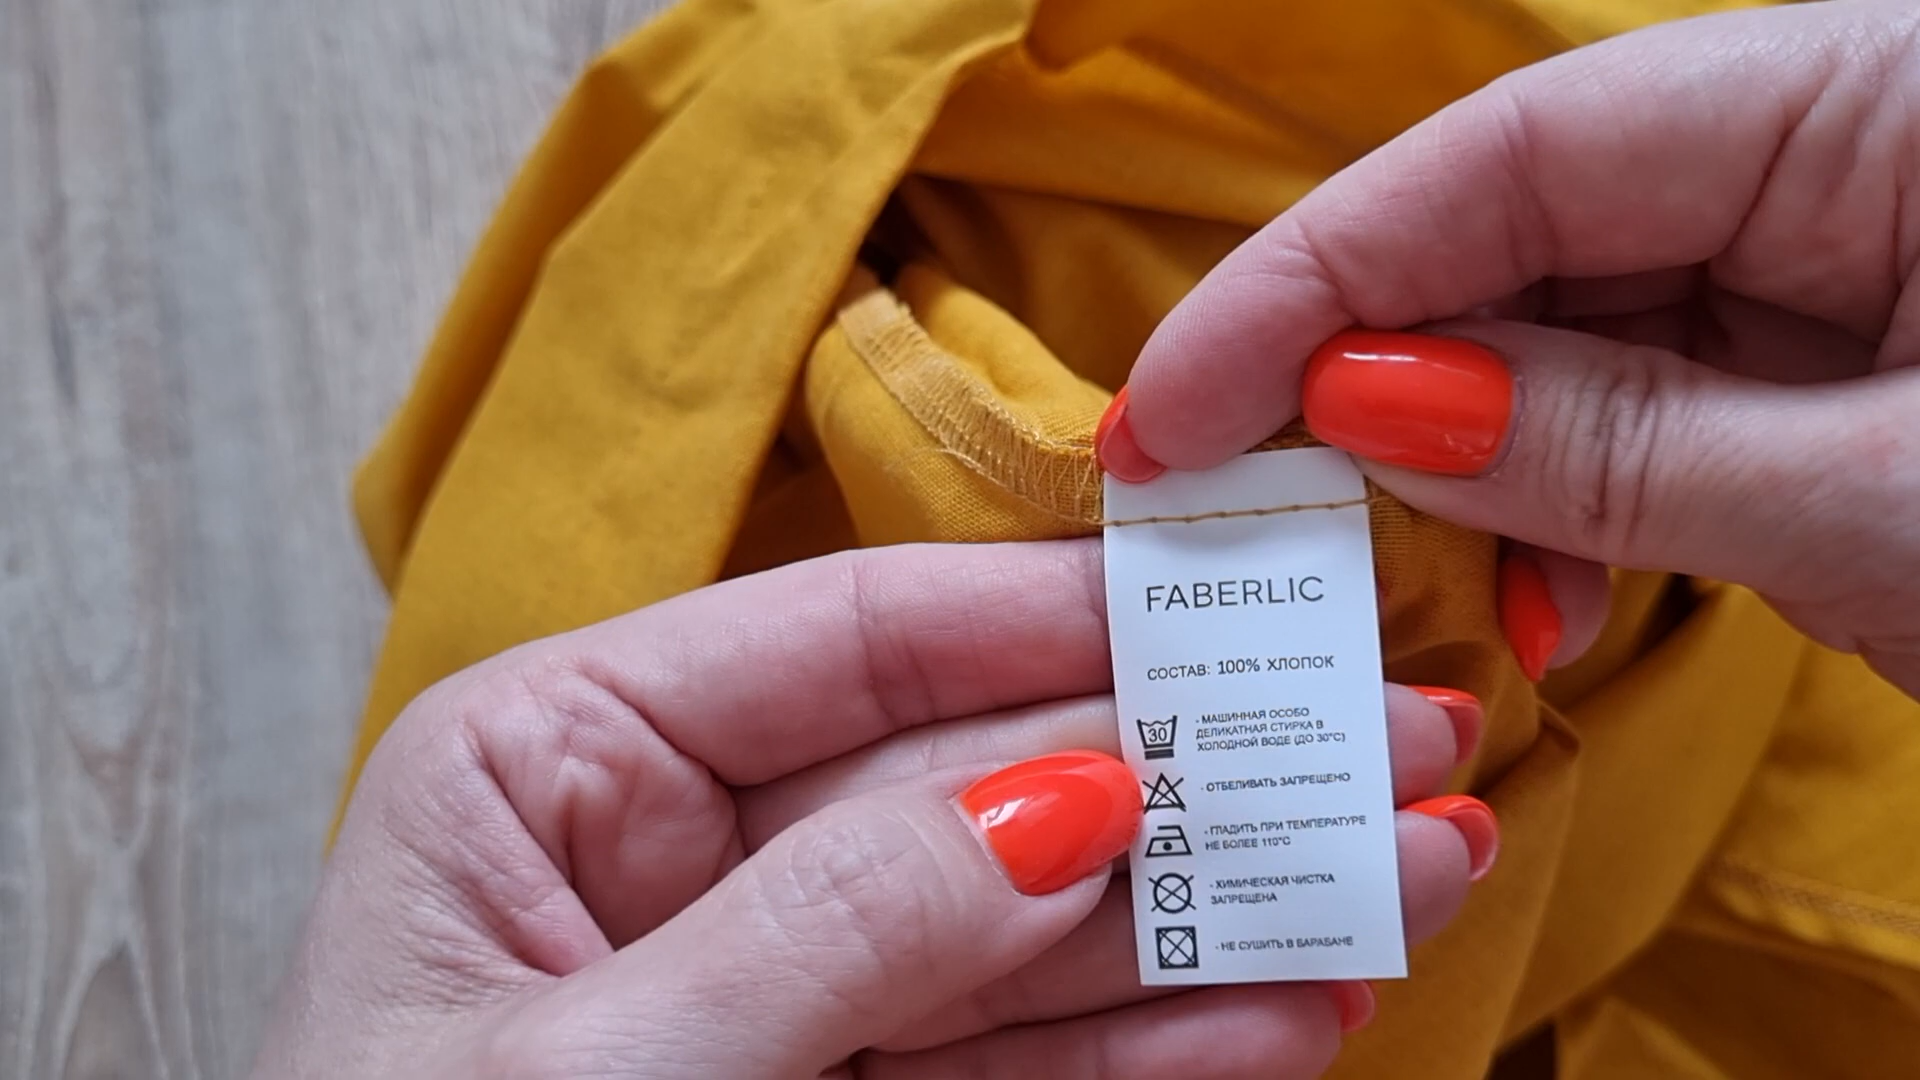 FABERLIC
СОСТАВ: 100% ХЛОПОК
30
- МАШИННАЯ ОСОБО
ДЕЛИКАТНАЯ СТИРКА В
ХОЛОДНОЙ ВОДЕ (ДО 30°С)
- ОТБЕЛИВАТЬ ЗАПРЕЩЕНО
- ГЛАДИТЬ ПРИ ТЕМПЕРАТУРЕ
НЕ БОЛЕЕ 110°С
- ХИМИЧЕСКАЯ ЧИСТКА
ЗАПРЕЩЕНА
- НЕ СУШИТЬ В БАРАБАНЕ